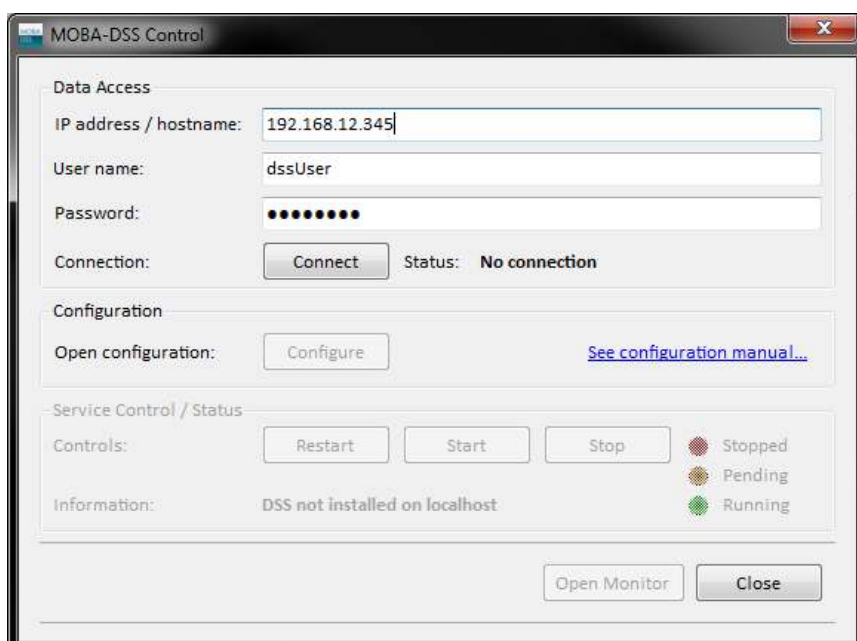 MOBA-DSS Control
Data Access
IP address / hostname: 192.168.12.345
User name: dssUser
Password: ●●●●●●●●
Connection: Connect Status: No connection
Configuration
Open configuration: Configure See configuration manual...
Service Control / Status
Controls: Restart Start Stop Stopped
Pending
Information: DSS not installed on localhost Running
Open Monitor Close